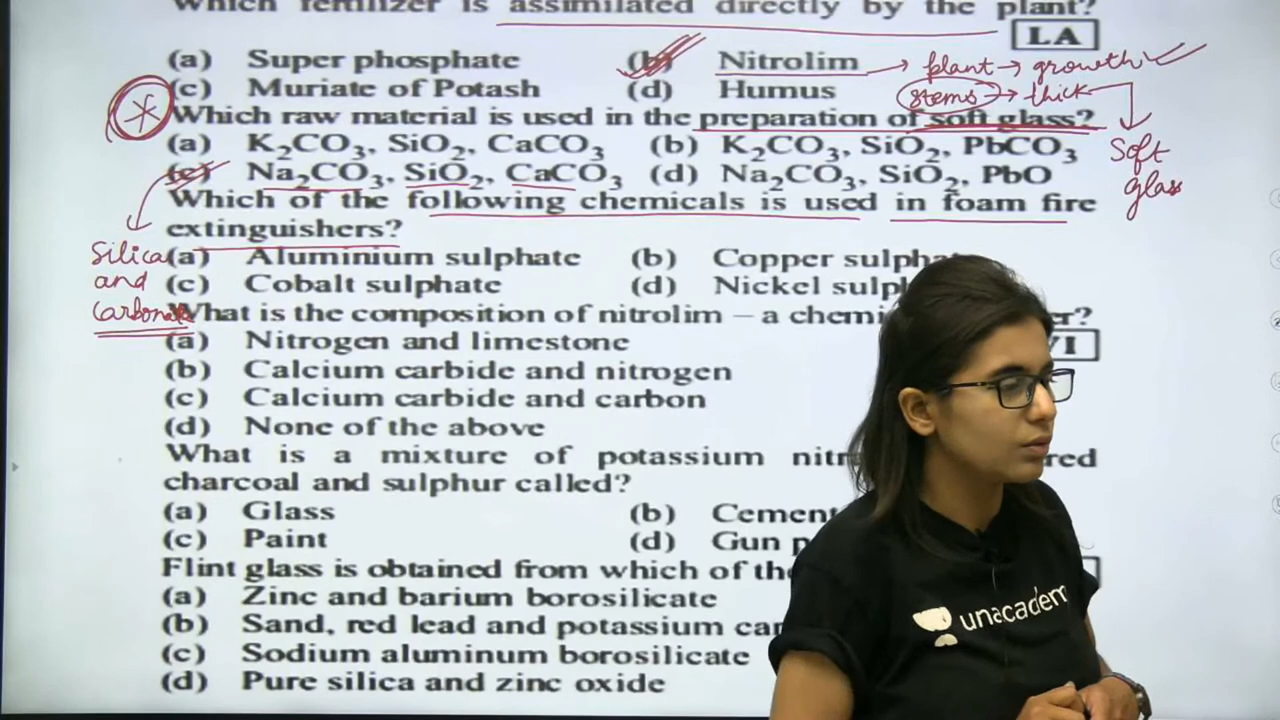 Which fertilizer is assimilated directly by the plant?
LA
(a) Super phosphate (b) Nitrolim → plant → growth
(c) Muriate of Potash (d) Humus stems → thick
Which raw material is used in the preparation of soft glass?
(a) K₂CO₃, SiO₂, CaCO₃ (b) K₂CO₃, SiO₂, PbCO₃
Soft
glass
(c) Na₂CO₃, SiO₂, CaCO₃ (d) Na₂CO₃, SiO₂, PbO
Which of the following chemicals is used in foam fire
extinguishers?
Silica
and
Carbonate
(a) Aluminium sulphate (b) Copper sulph
(c) Cobalt sulphate (d) Nickel sulp
What is the composition of nitrolim – a chemi er?
VI
(a) Nitrogen and limestone
(b) Calcium carbide and nitrogen
(c) Calcium carbide and carbon
(d) None of the above
What is a mixture of potassium nitr red
charcoal and sulphur called?
(a) Glass (b) Cement
(c) Paint (d) Gun p
Flint glass is obtained from which of the
(a) Zinc and barium borosilicate
(b) Sand, red lead and potassium car
(c) Sodium aluminum borosilicate
(d) Pure silica and zinc oxide
unacadem